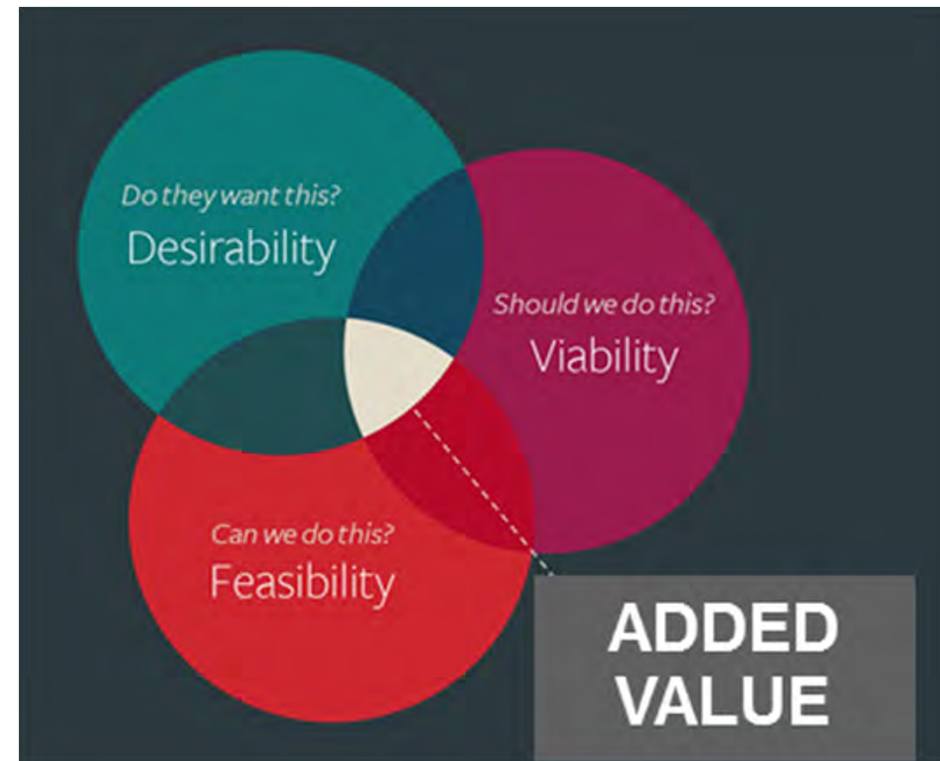 Do they want this?
Desirability
Should we do this?
Viability
Can we do this?
Feasibility
ADDED
VALUE